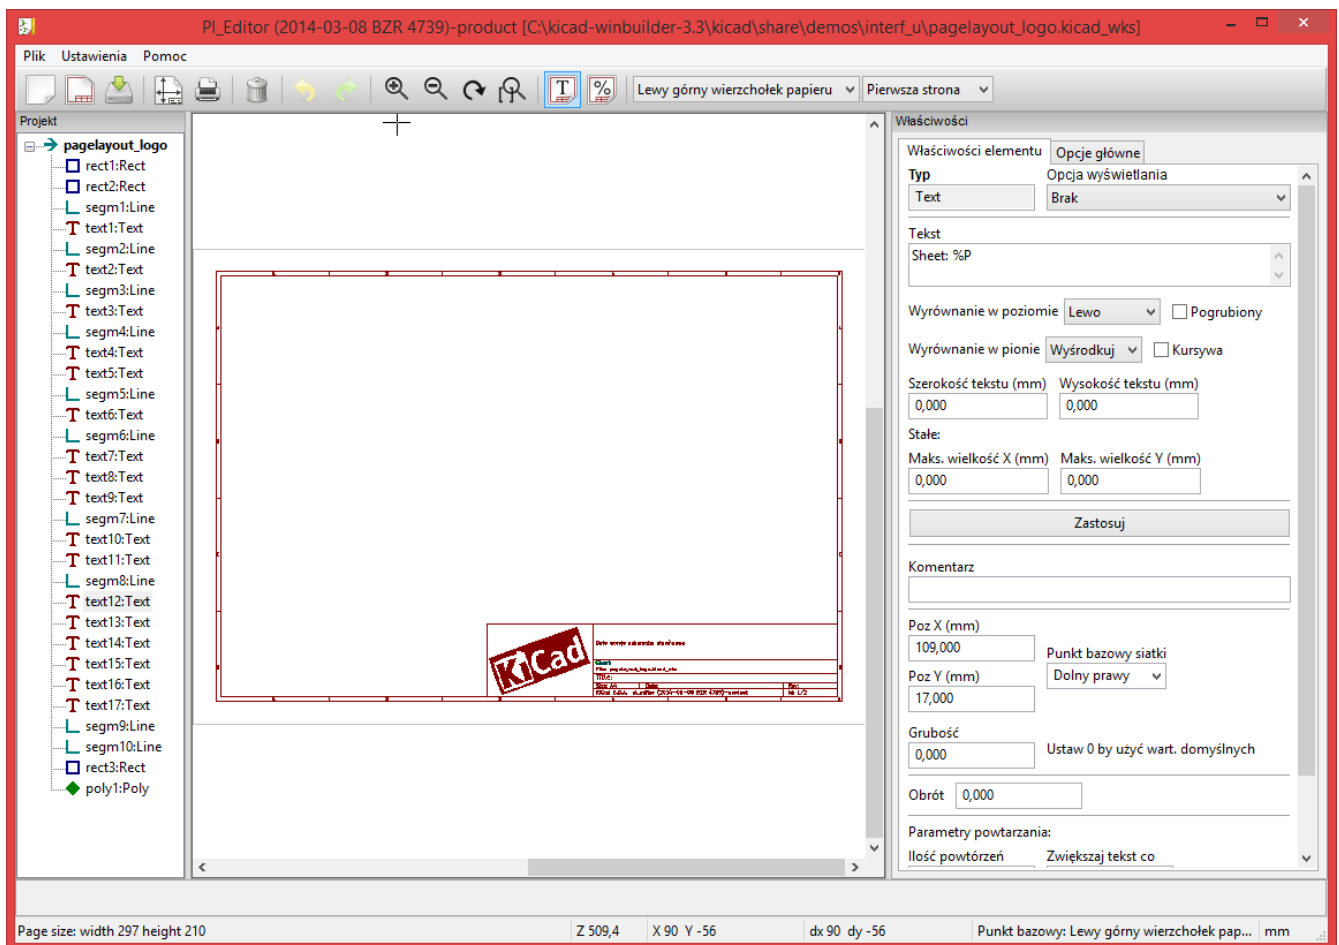 Pl_Editor (2014-03-08 BZR 4739)-product [C:\kicad-winbuilder-3.3\kicad\share\demos\interf_u\pagelayout_logo.kicad_wks]
Plik Ustawienia Pomoc
Lewy górny wierzchołek papieru Pierwsza strona
Projekt
pagelayout_logo
rect1:Rect
rect2:Rect
segm1:Line
text1:Text
segm2:Line
text2:Text
segm3:Line
text3:Text
segm4:Line
text4:Text
text5:Text
segm5:Line
text6:Text
segm6:Line
text7:Text
text8:Text
text9:Text
segm7:Line
text10:Text
text11:Text
segm8:Line
text12:Text
text13:Text
text14:Text
text15:Text
text16:Text
text17:Text
segm9:Line
segm10:Line
rect3:Rect
poly1:Poly
KiCad
Title:
Właściwości
Właściwości elementu Opcje główne
Typ Opcja wyświetlania
Text Brak
Tekst
Sheet: %P
Wyrównanie w poziomie Lewo Pogrubiony
Wyrównanie w pionie Wyśrodkuj Kursywa
Szerokość tekstu (mm) Wysokość tekstu (mm)
0,000 0,000
Stałe:
Maks. wielkość X (mm) Maks. wielkość Y (mm)
0,000 0,000
Zastosuj
Komentarz
Poz X (mm)
109,000 Punkt bazowy siatki
Poz Y (mm) Dolny prawy
17,000
Grubość
0,000 Ustaw 0 by użyć wart. domyślnych
Obrót 0,000
Parametry powtarzania:
Ilość powtórzeń Zwiększaj tekst co
Page size: width 297 height 210 Z 509,4 X 90 Y -56 dx 90 dy -56 Punkt bazowy: Lewy górny wierzchołek pap... mm